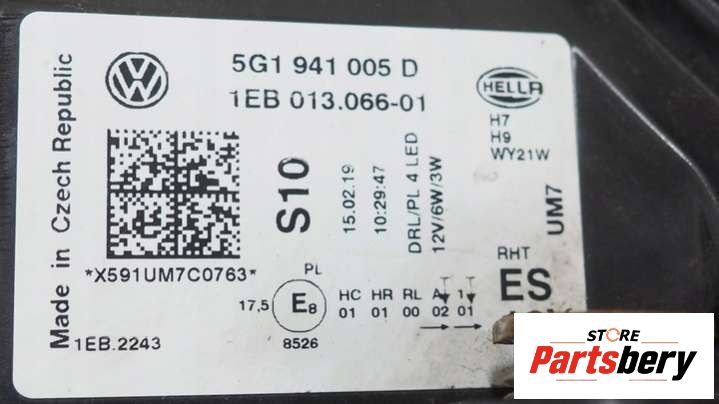 Made in Czech Republic
5G1 941 005 D
1EB 013.066-01
HELLA
H7
H9
WY21W
S10
15.02.19
10:29:47
DRL/PL 4 LED
12V/6W/3W
UM7
*X591UM7C0763*
PL
RHT
ES
17,5
E8
HC HR RL A 1
01 01 00 02 01
8526
1EB.2243
STORE
Partsbery